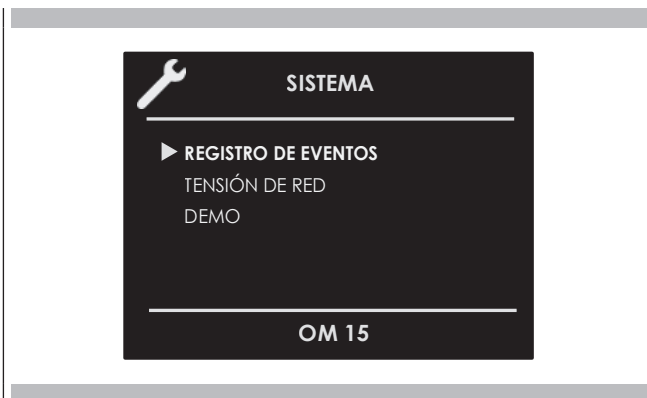 SISTEMA
REGISTRO DE EVENTOS
TENSIÓN DE RED
DEMO
OM 15